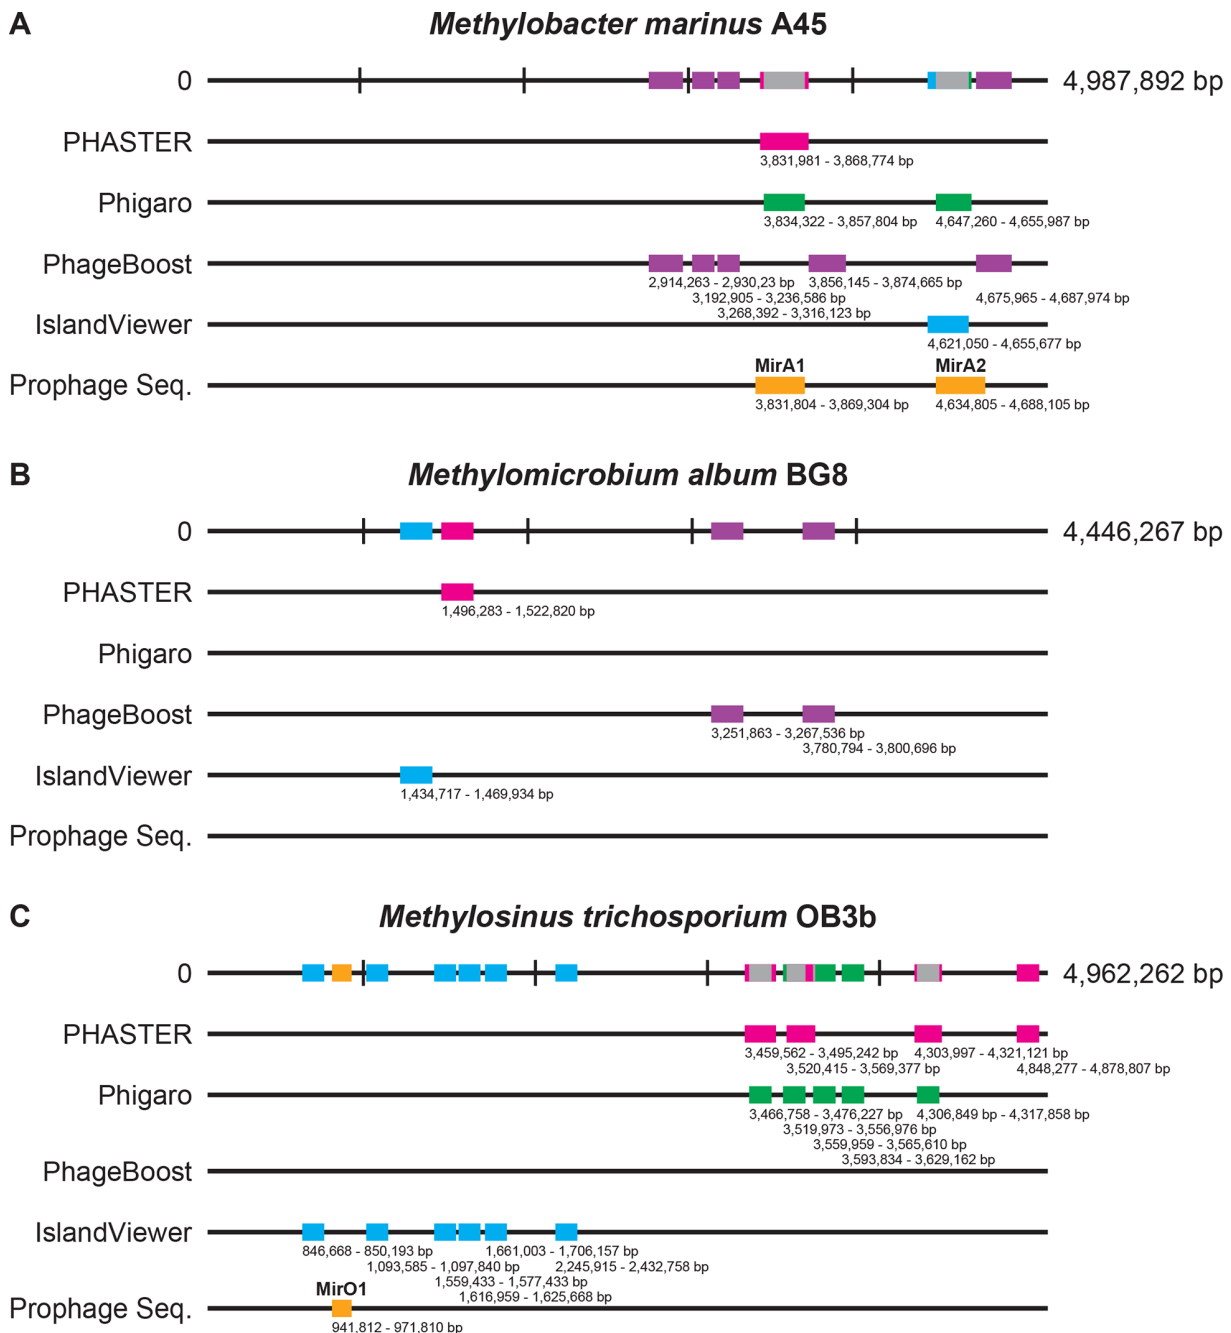 A
Methylobacter marinus A45
0
4,987,892 bp
PHASTER
3,831,981 - 3,868,774 bp
Phigaro
3,834,322 - 3,857,804 bp
4,647,260 - 4,655,987 bp
PhageBoost
2,914,263 - 2,930,23 bp
3,856,145 - 3,874,665 bp
3,192,905 - 3,236,586 bp
4,675,965 - 4,687,974 bp
3,268,392 - 3,316,123 bp
IslandViewer
4,621,050 - 4,655,677 bp
MirA1
MirA2
Prophage Seq.
3,831,804 - 3,869,304 bp
4,634,805 - 4,688,105 bp
B
Methylomicrobium album BG8
0
4,446,267 bp
PHASTER
1,496,283 - 1,522,820 bp
Phigaro
PhageBoost
3,251,863 - 3,267,536 bp
3,780,794 - 3,800,696 bp
IslandViewer
1,434,717 - 1,469,934 bp
Prophage Seq.
C
Methylosinus trichosporium OB3b
0
4,962,262 bp
PHASTER
3,459,562 - 3,495,242 bp
4,303,997 - 4,321,121 bp
3,520,415 - 3,569,377 bp
4,848,277 - 4,878,807 bp
Phigaro
3,466,758 - 3,476,227 bp
4,306,849 bp - 4,317,858 bp
3,519,973 - 3,556,976 bp
3,559,959 - 3,565,610 bp
3,593,834 - 3,629,162 bp
PhageBoost
IslandViewer
846,668 - 850,193 bp
1,661,003 - 1,706,157 bp
1,093,585 - 1,097,840 bp
2,245,915 - 2,432,758 bp
1,559,433 - 1,577,433 bp
1,616,959 - 1,625,668 bp
MirO1
Prophage Seq.
941,812 - 971,810 bp